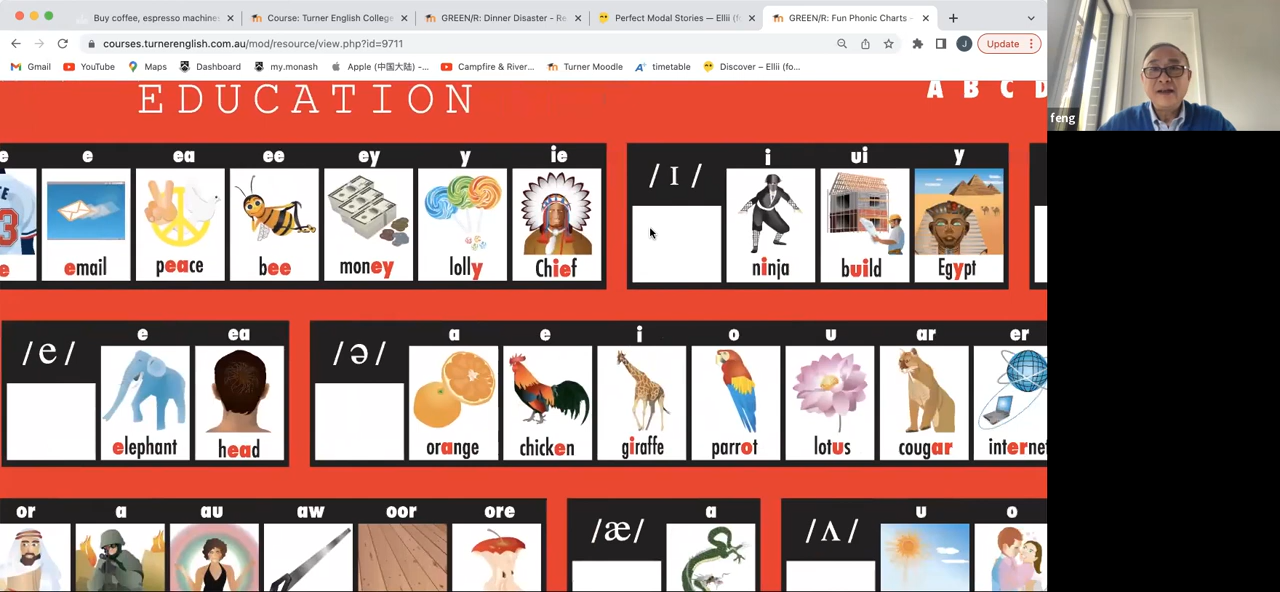 Buy coffee, espresso machines
Course: Turner English College
GREEN/R: Dinner Disaster - Re
Perfect Modal Stories — Ellii (fo
GREEN/R: Fun Phonic Charts -
courses.turnerenglish.com.au/mod/resource/view.php?id=9711
J
Update
Gmail
YouTube
Maps
Dashboard
my.monash
Apple (中国大陆) -...
Campfire & River...
Turner Moodle
A+ timetable
Discover – Ellii (fo...
EDUCATION
A B C D
feng
e e ea ee ey y ie
/ɪ/ i ui y
email peace bee money lolly Chief
ninja build Egypt
/e/ e ea
/ə/ a e i o u ar er
elephant head
orange chicken giraffe parrot lotus cougar internet
or a au aw oor ore
/æ/ a
/ʌ/ u o